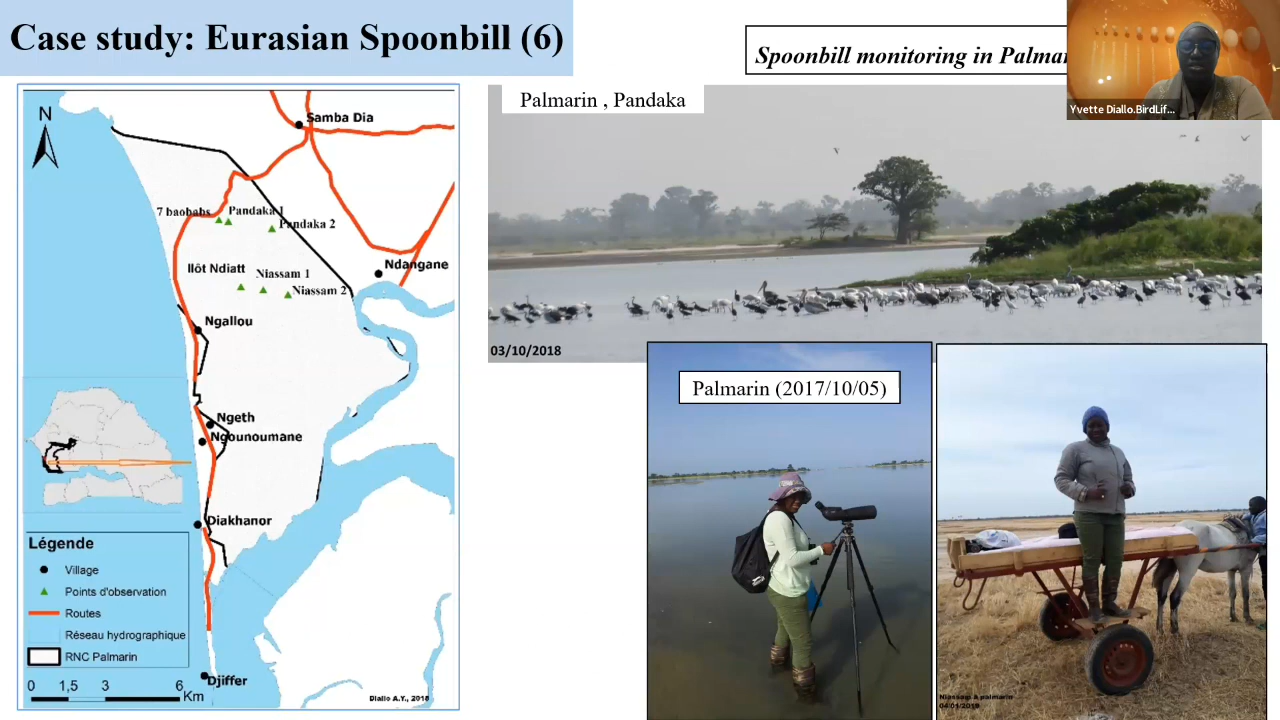 Case study: Eurasian Spoonbill (6)
Spoonbill monitoring in
Yvette Diallo.BirdLif...
Palmarin , Pandaka
03/10/2018
Palmarin (2017/10/05)
Niassam à palmarin
04/01/2019
N
Samba Dia
7 baobabs
Pandaka 1
Pandaka 2
Ndangane
Ilôt Ndiatt
Niassam 1
Niassam 2
Ngallou
Ngeth
Ngounoumane
Diakhanor
Djiffer
Légende
Village
Points d'observation
Routes
Réseau hydrographique
RNC Palmarin
0 1,5 3 6
Km
Diallo A.Y., 2018